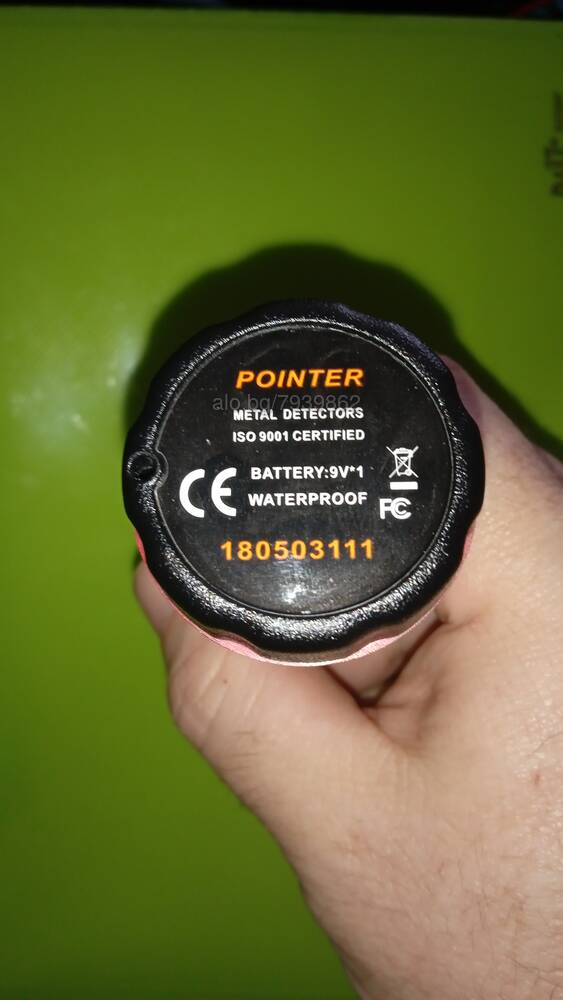 POINTER
alo.bg/7939862
METAL DETECTORS
ISO 9001 CERTIFIED
CE
BATTERY:9V*1
WATERPROOF
FC
180503111